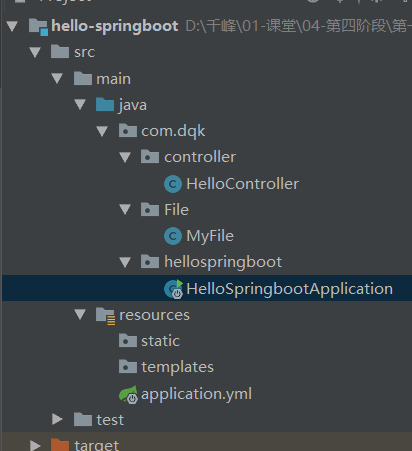 hello-springboot D:\千峰\01-课堂\04-第四阶段\第一
src
main
java
com.dqk
controller
HelloController
File
MyFile
hellospringboot
HelloSpringbootApplication
resources
static
templates
application.yml
test
target